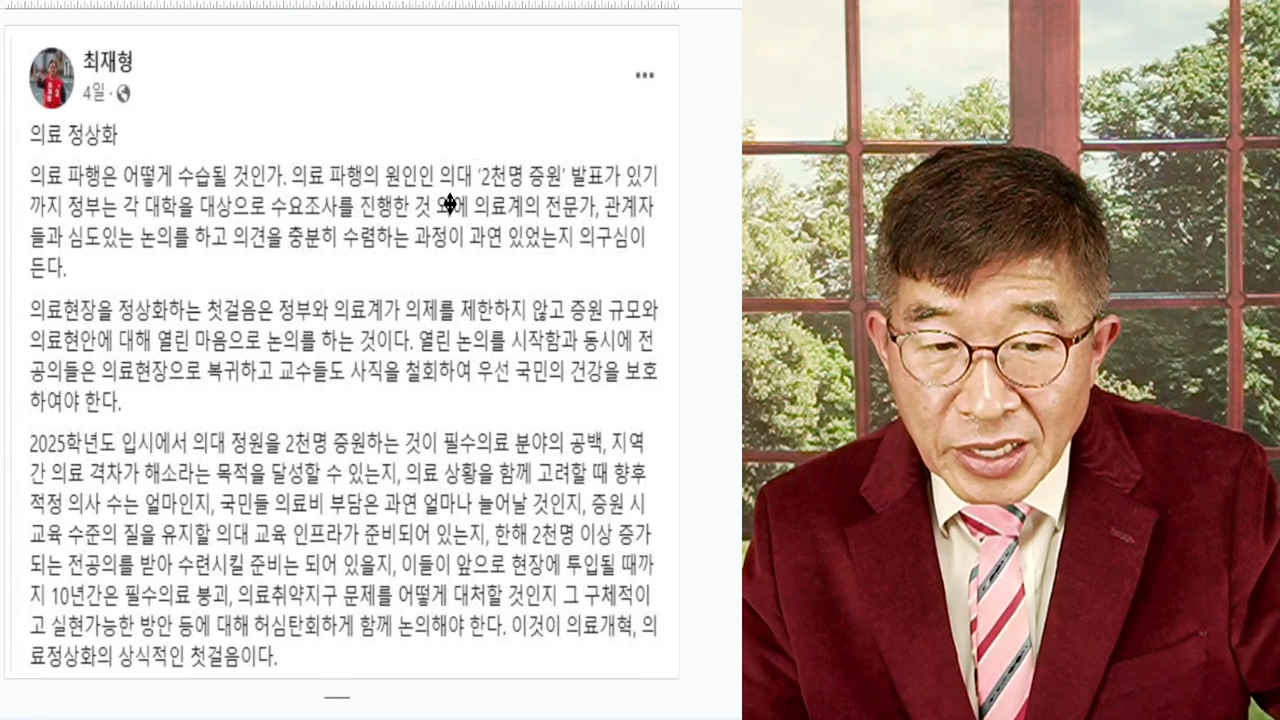 최재형
4일 ·
의료 정상화
의료 파행은 어떻게 수습될 것인가. 의료 파행의 원인인 의대 '2천명 증원' 발표가 있기
까지 정부는 각 대학을 대상으로 수요조사를 진행한 것 외에 의료계의 전문가, 관계자
들과 심도있는 논의를 하고 의견을 충분히 수렴하는 과정이 과연 있었는지 의구심이
든다.
의료현장을 정상화하는 첫걸음은 정부와 의료계가 의제를 제한하지 않고 증원 규모와
의료현안에 대해 열린 마음으로 논의를 하는 것이다. 열린 논의를 시작함과 동시에 전
공의들은 의료현장으로 복귀하고 교수들도 사직을 철회하여 우선 국민의 건강을 보호
하여야 한다.
2025학년도 입시에서 의대 정원을 2천명 증원하는 것이 필수의료 분야의 공백, 지역
간 의료 격차가 해소라는 목적을 달성할 수 있는지, 의료 상황을 함께 고려할 때 향후
적정 의사 수는 얼마인지, 국민들 의료비 부담은 과연 얼마나 늘어날 것인지, 증원 시
교육 수준의 질을 유지할 의대 교육 인프라가 준비되어 있는지, 한해 2천명 이상 증가
되는 전공의를 받아 수련시킬 준비는 되어 있을지, 이들이 앞으로 현장에 투입될 때까
지 10년간은 필수의료 붕괴, 의료취약지구 문제를 어떻게 대처할 것인지 그 구체적이
고 실현가능한 방안 등에 대해 허심탄회하게 함께 논의해야 한다. 이것이 의료개혁, 의
료정상화의 상식적인 첫걸음이다.